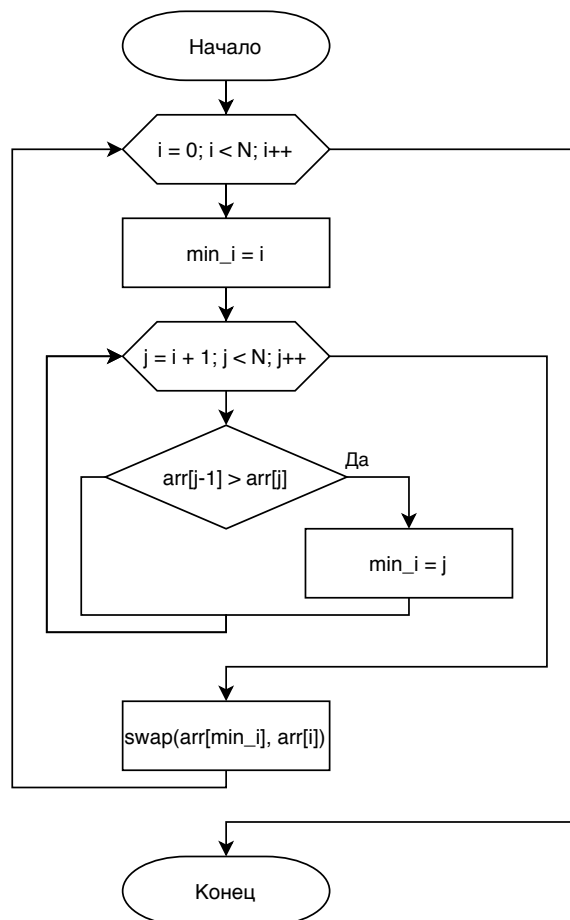 Начало
i = 0; i < N; i++
min_i = i
j = i + 1; j < N; j++
arr[j-1] > arr[j]
Да
min_i = j
swap(arr[min_i], arr[i])
Конец